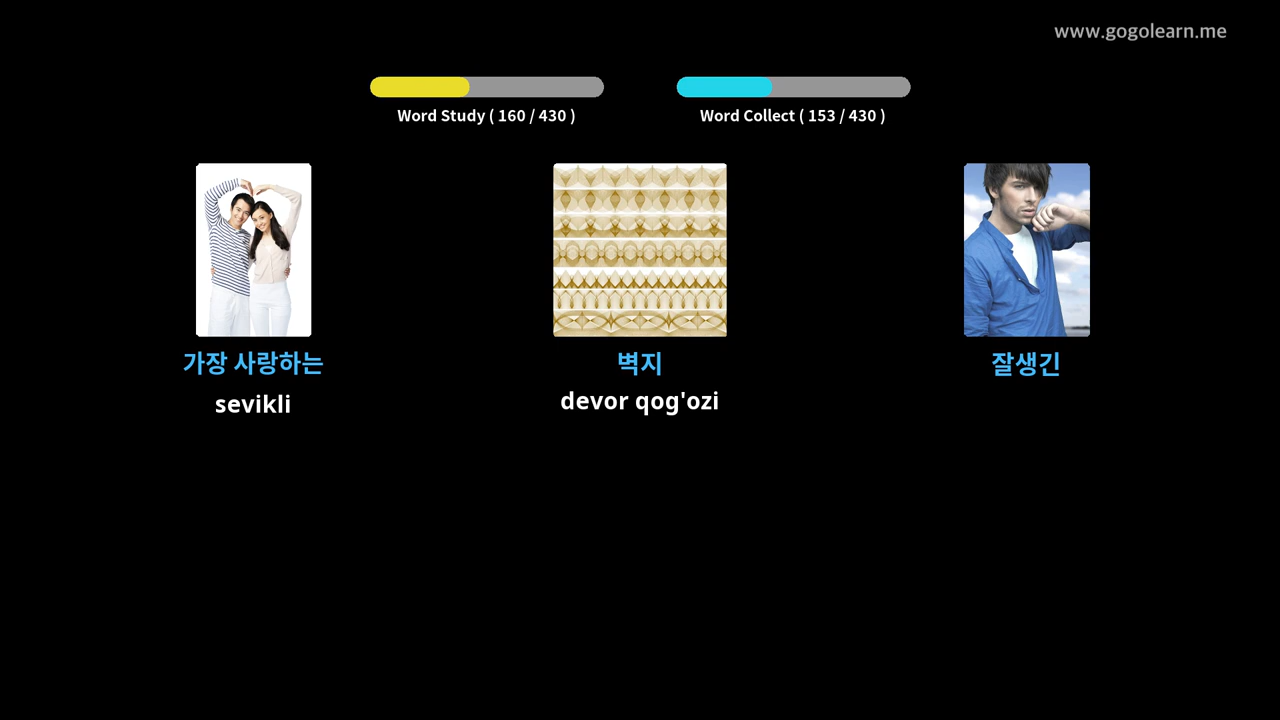 www.gogolearn.me
Word Study ( 160 / 430 )
Word Collect ( 153 / 430 )
가장 사랑하는
sevikli
벽지
devor qog'ozi
잘생긴